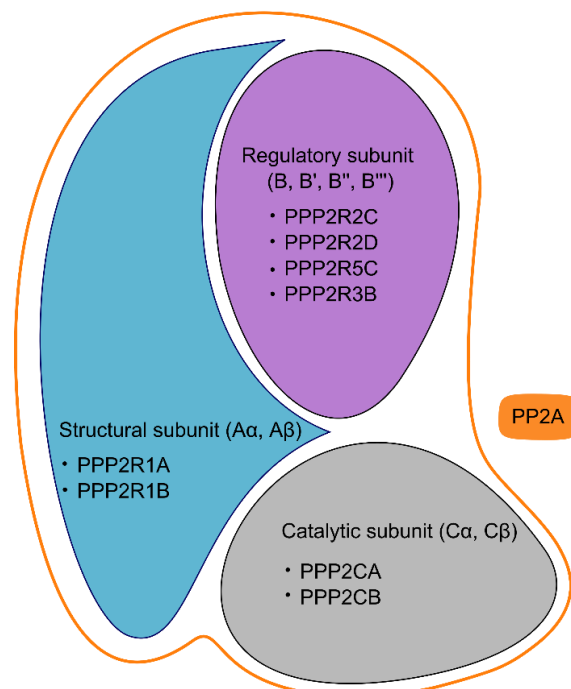 Regulatory subunit
(B, B', B", B"')
• PPP2R2C
• PPP2R2D
• PPP2R5C
• PPP2R3B
PP2A
Structural subunit (Aα, Aβ)
• PPP2R1A
• PPP2R1B
Catalytic subunit (Cα, Cβ)
• PPP2CA
• PPP2CB